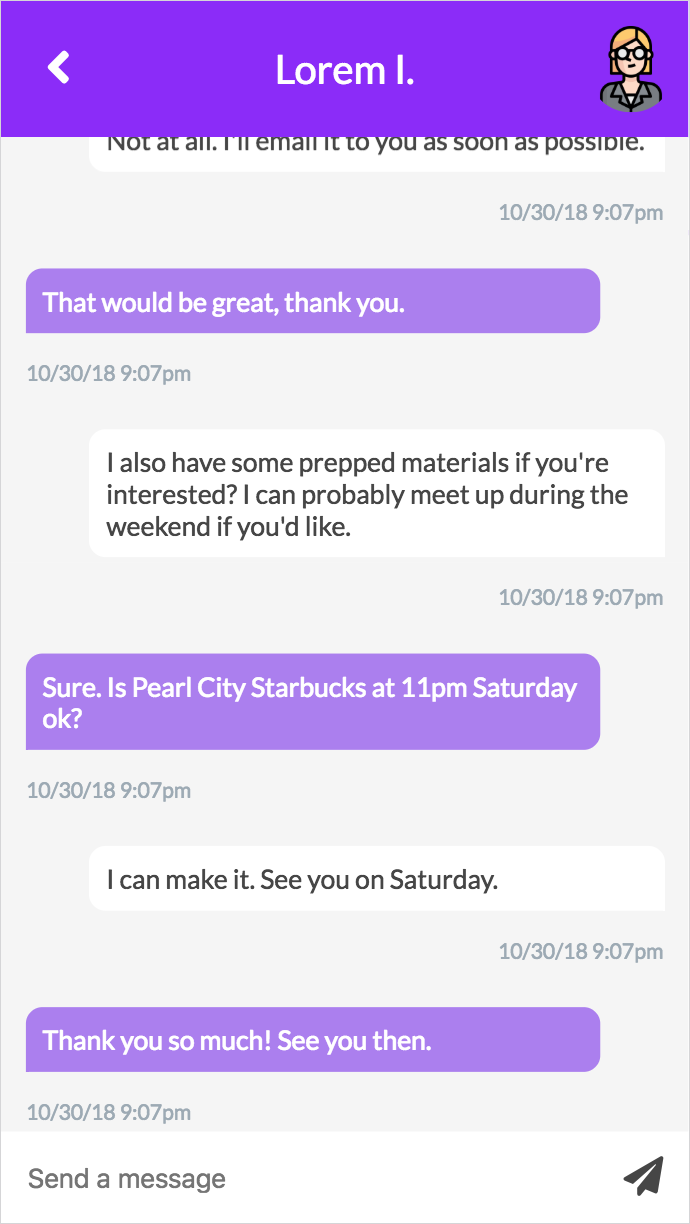 Lorem I.
Not at all. I'll email it to you as soon as possible.
10/30/18 9:07pm
That would be great, thank you.
10/30/18 9:07pm
I also have some prepped materials if you're
interested? I can probably meet up during the
weekend if you'd like.
10/30/18 9:07pm
Sure. Is Pearl City Starbucks at 11pm Saturday
ok?
10/30/18 9:07pm
I can make it. See you on Saturday.
10/30/18 9:07pm
Thank you so much! See you then.
10/30/18 9:07pm
Send a message